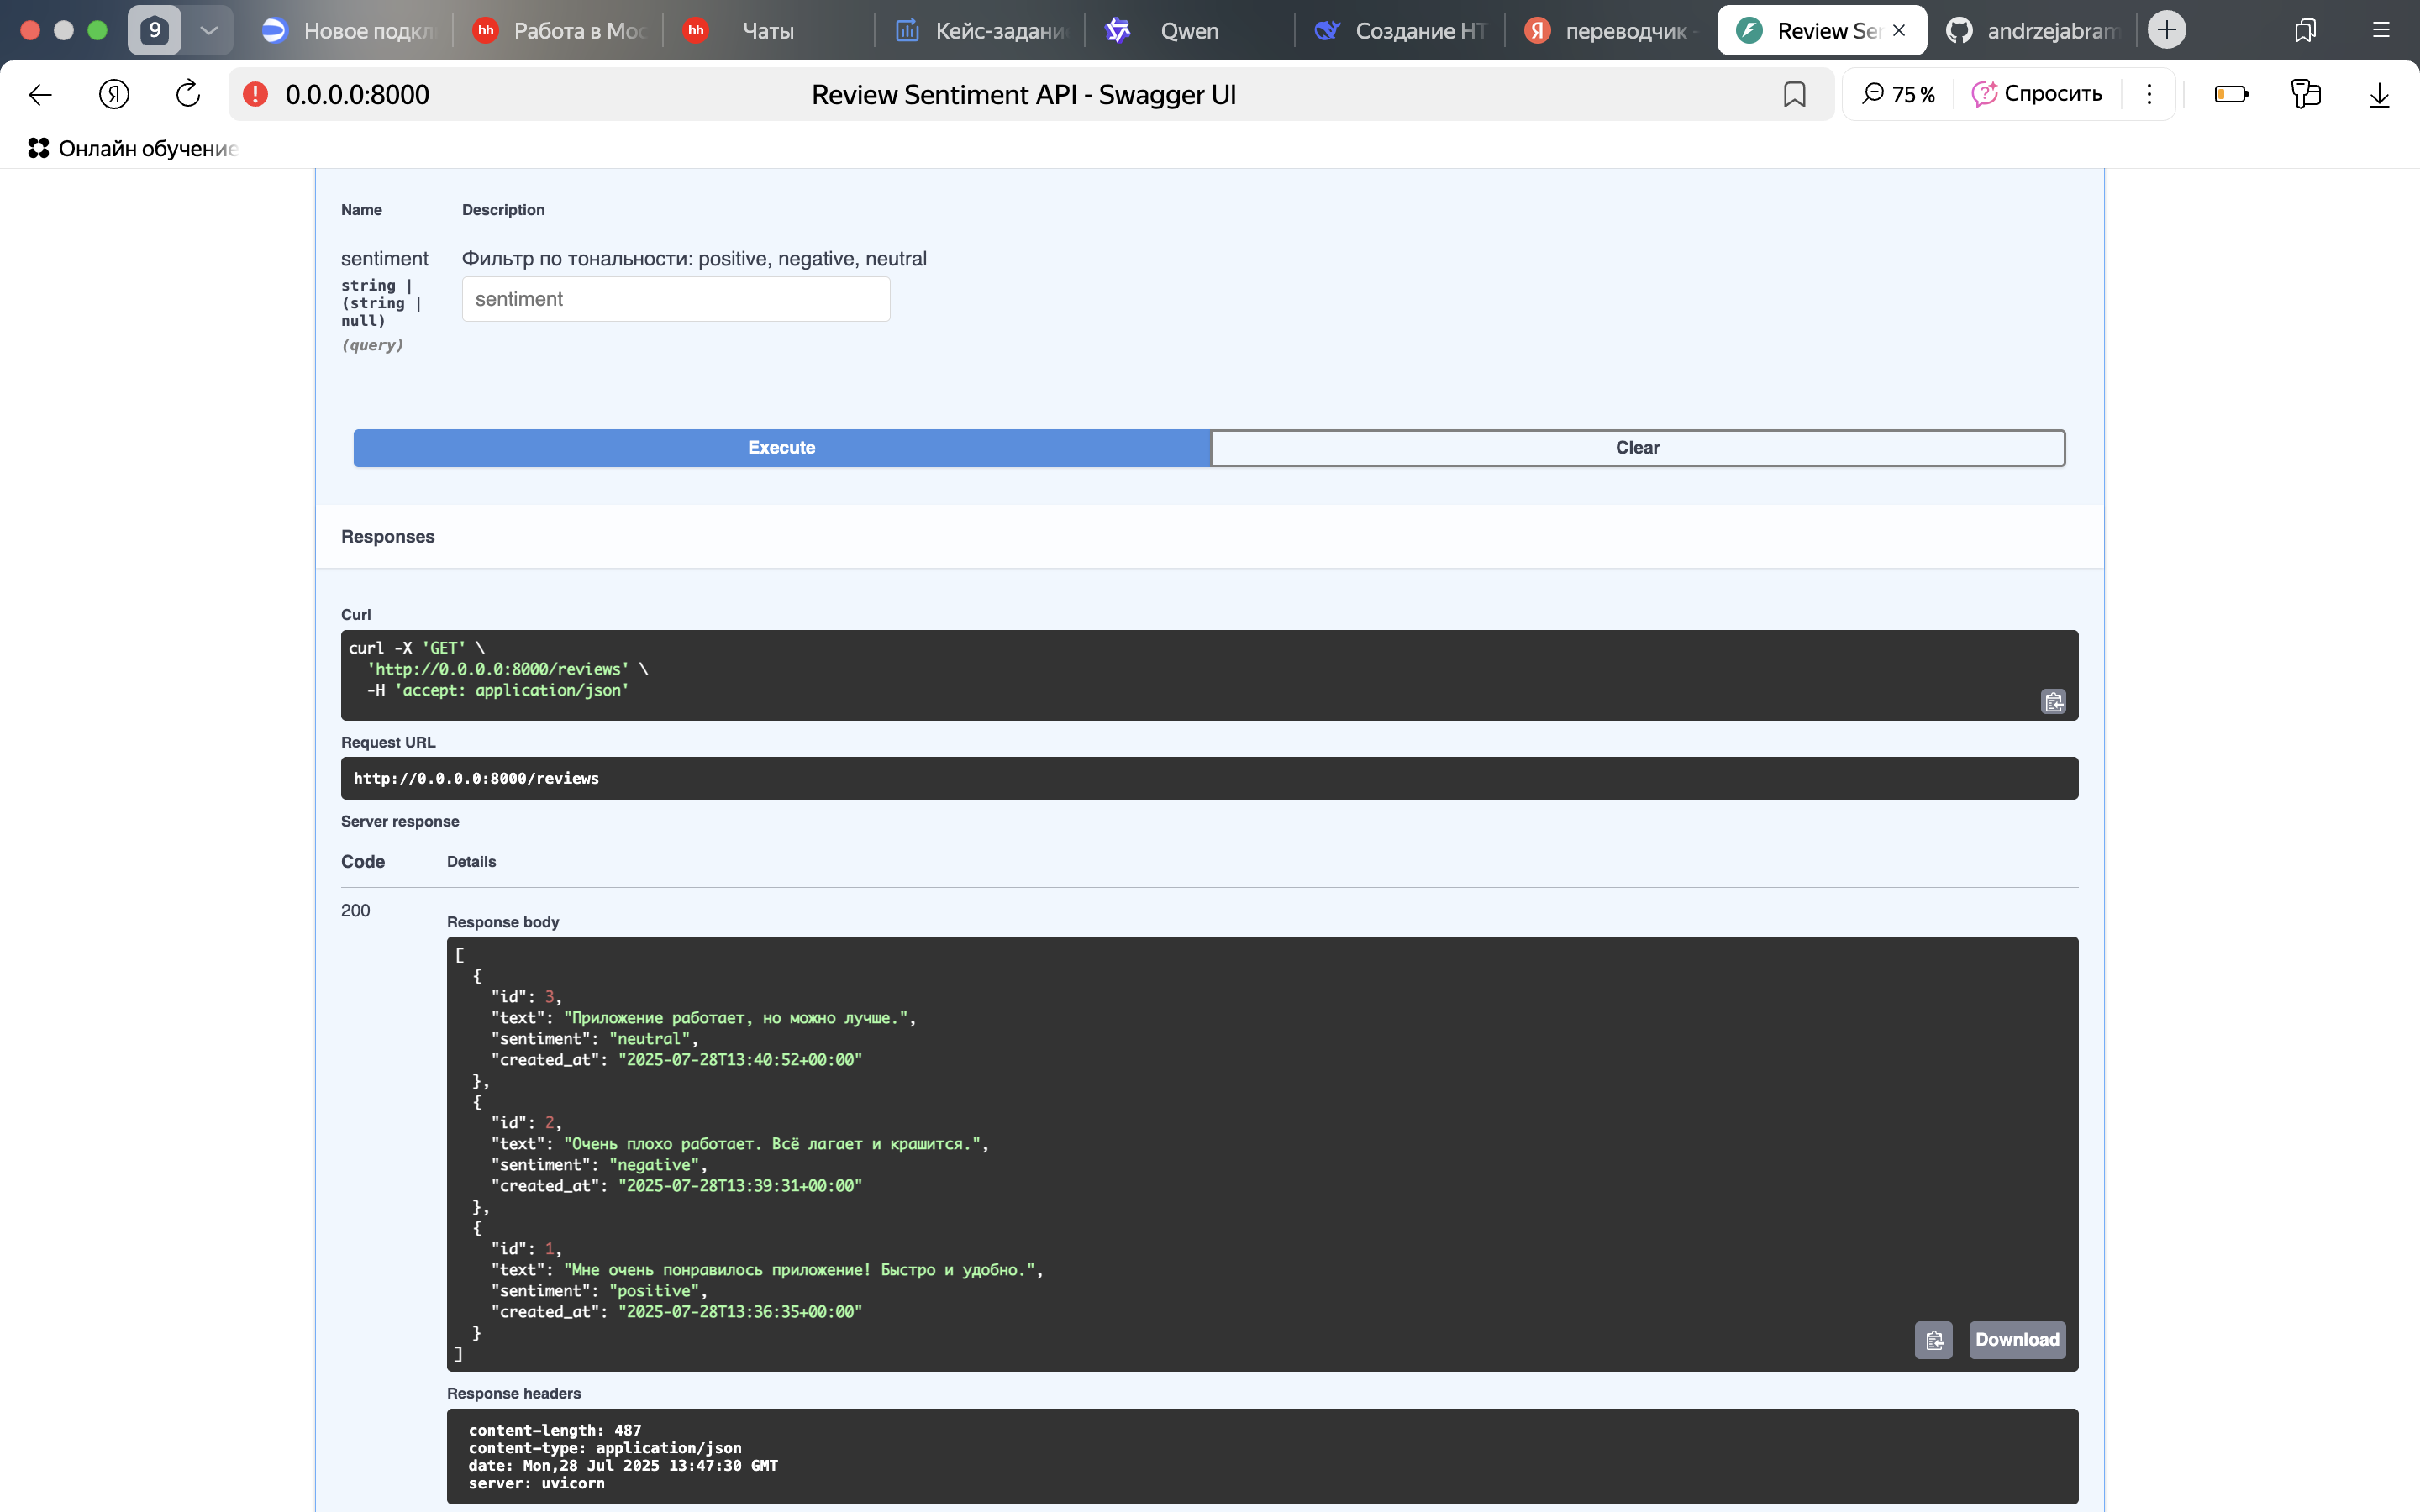 9
Новое подкл
hh Работа в Мос
hh Чаты
Кейс-задани
Qwen
Создание HT
Я переводчик -
Review Ser
andrzejabram
Я
0.0.0.0:8000
Review Sentiment API - Swagger UI
75 %
Спросить
Онлайн обучение
Name Description
sentiment Фильтр по тональности: positive, negative, neutral
string |
(string |
null)
(query)
sentiment
Execute
Clear
Responses
Curl
curl -X 'GET' \
'http://0.0.0.0:8000/reviews' \
-H 'accept: application/json'
Request URL
http://0.0.0.0:8000/reviews
Server response
Code Details
200
Response body
[
{
"id": 3,
"text": "Приложение работает, но можно лучше.",
"sentiment": "neutral",
"created_at": "2025-07-28T13:40:52+00:00"
},
{
"id": 2,
"text": "Очень плохо работает. Всё лагает и крашится.",
"sentiment": "negative",
"created_at": "2025-07-28T13:39:31+00:00"
},
{
"id": 1,
"text": "Мне очень понравилось приложение! Быстро и удобно.",
"sentiment": "positive",
"created_at": "2025-07-28T13:36:35+00:00"
}
]
Download
Response headers
content-length: 487
content-type: application/json
date: Mon,28 Jul 2025 13:47:30 GMT
server: uvicorn